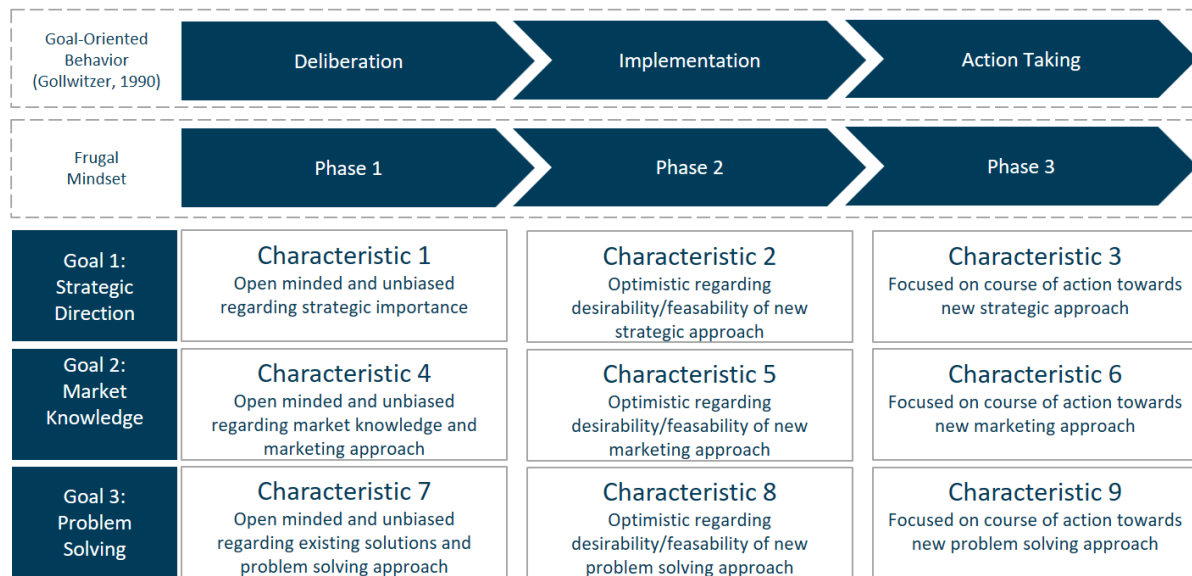 Goal-Oriented
Behavior
(Gollwitzer, 1990)
Deliberation
Implementation
Action Taking
Frugal
Mindset
Phase 1
Phase 2
Phase 3
Goal 1:
Strategic
Direction
Characteristic 1
Open minded and unbiased
regarding strategic importance
Characteristic 2
Optimistic regarding
desirability/feasability of new
strategic approach
Characteristic 3
Focused on course of action towards
new strategic approach
Goal 2:
Market
Knowledge
Characteristic 4
Open minded and unbiased
regarding market knowledge and
marketing approach
Characteristic 5
Optimistic regarding
desirability/feasability of new
marketing approach
Characteristic 6
Focused on course of action towards
new marketing approach
Goal 3:
Problem
Solving
Characteristic 7
Open minded and unbiased
regarding existing solutions and
problem solving approach
Characteristic 8
Optimistic regarding
desirability/feasability of new
problem solving approach
Characteristic 9
Focused on course of action towards
new problem solving approach